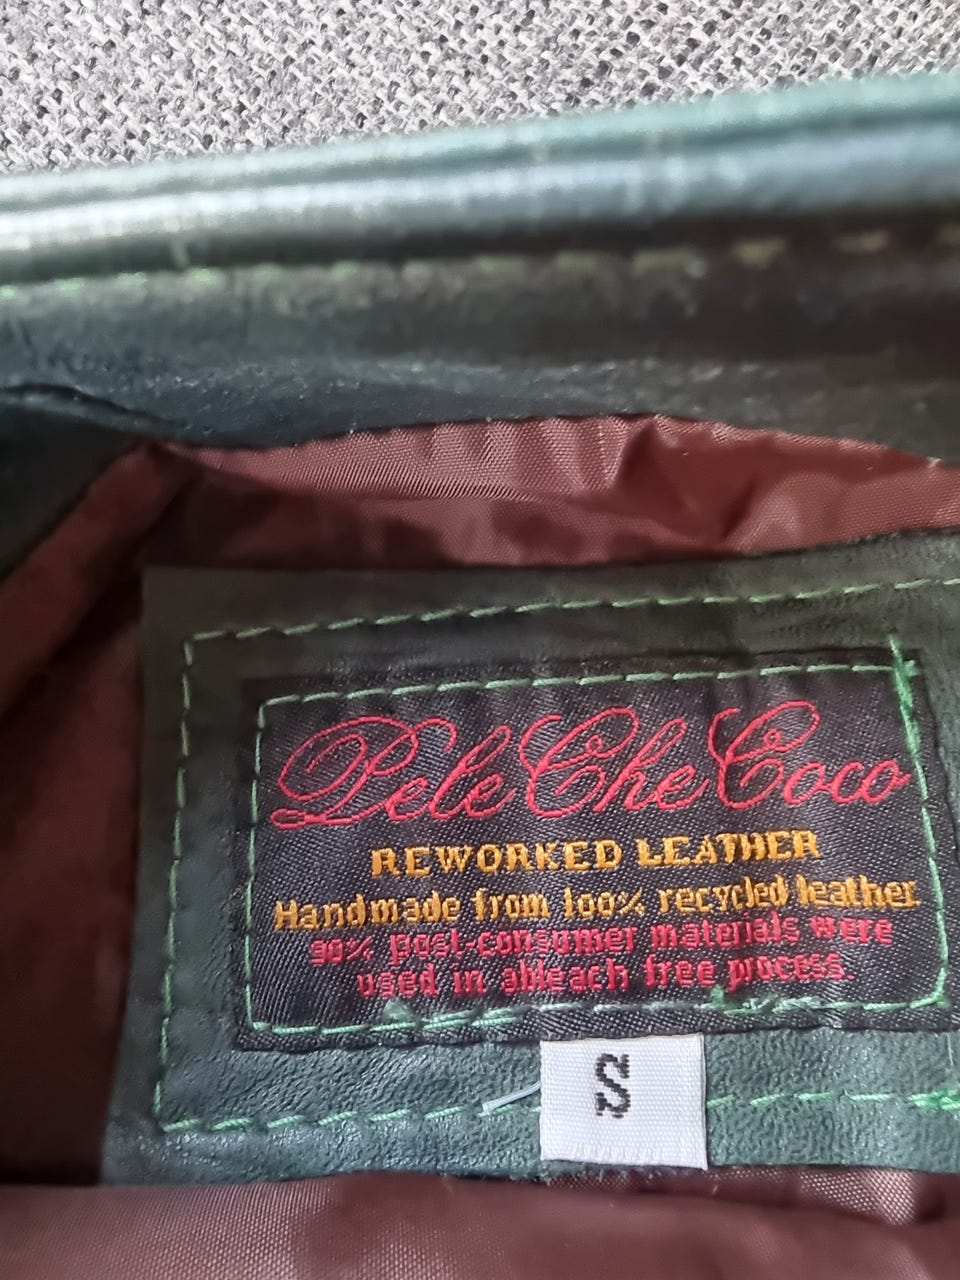 Pele Che Coco
REWORKED LEATHER
Handmade from 100% recycled leather
90% post-consumer materials were
used in ableach free process.
S